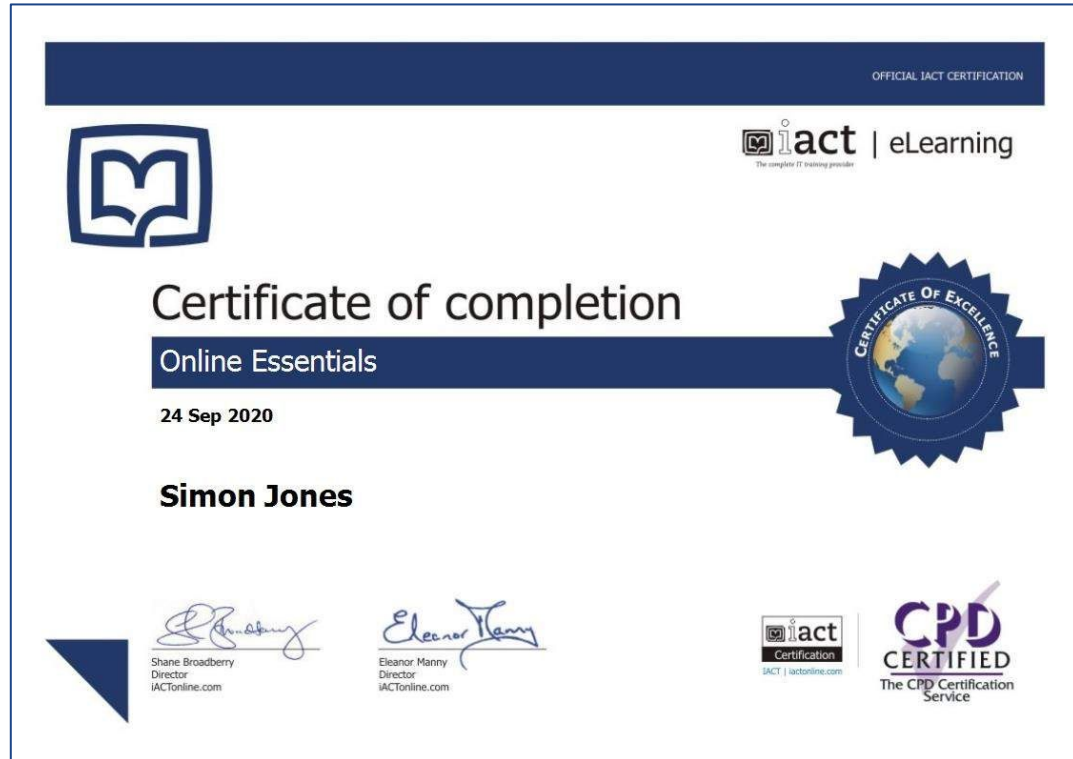 OFFICIAL IACT CERTIFICATION
iact | eLearning
The complete IT training provider
Certificate of completion
CERTIFICATE OF EXCELLENCE
Online Essentials
24 Sep 2020
Simon Jones
Eleanor Manny
Shane Broadberry
Director
iACTonline.com
Eleanor Manny
Director
iACTonline.com
iact
Certification
IACT | iactonline.com
CPD
CERTIFIED
The CPD Certification
Service